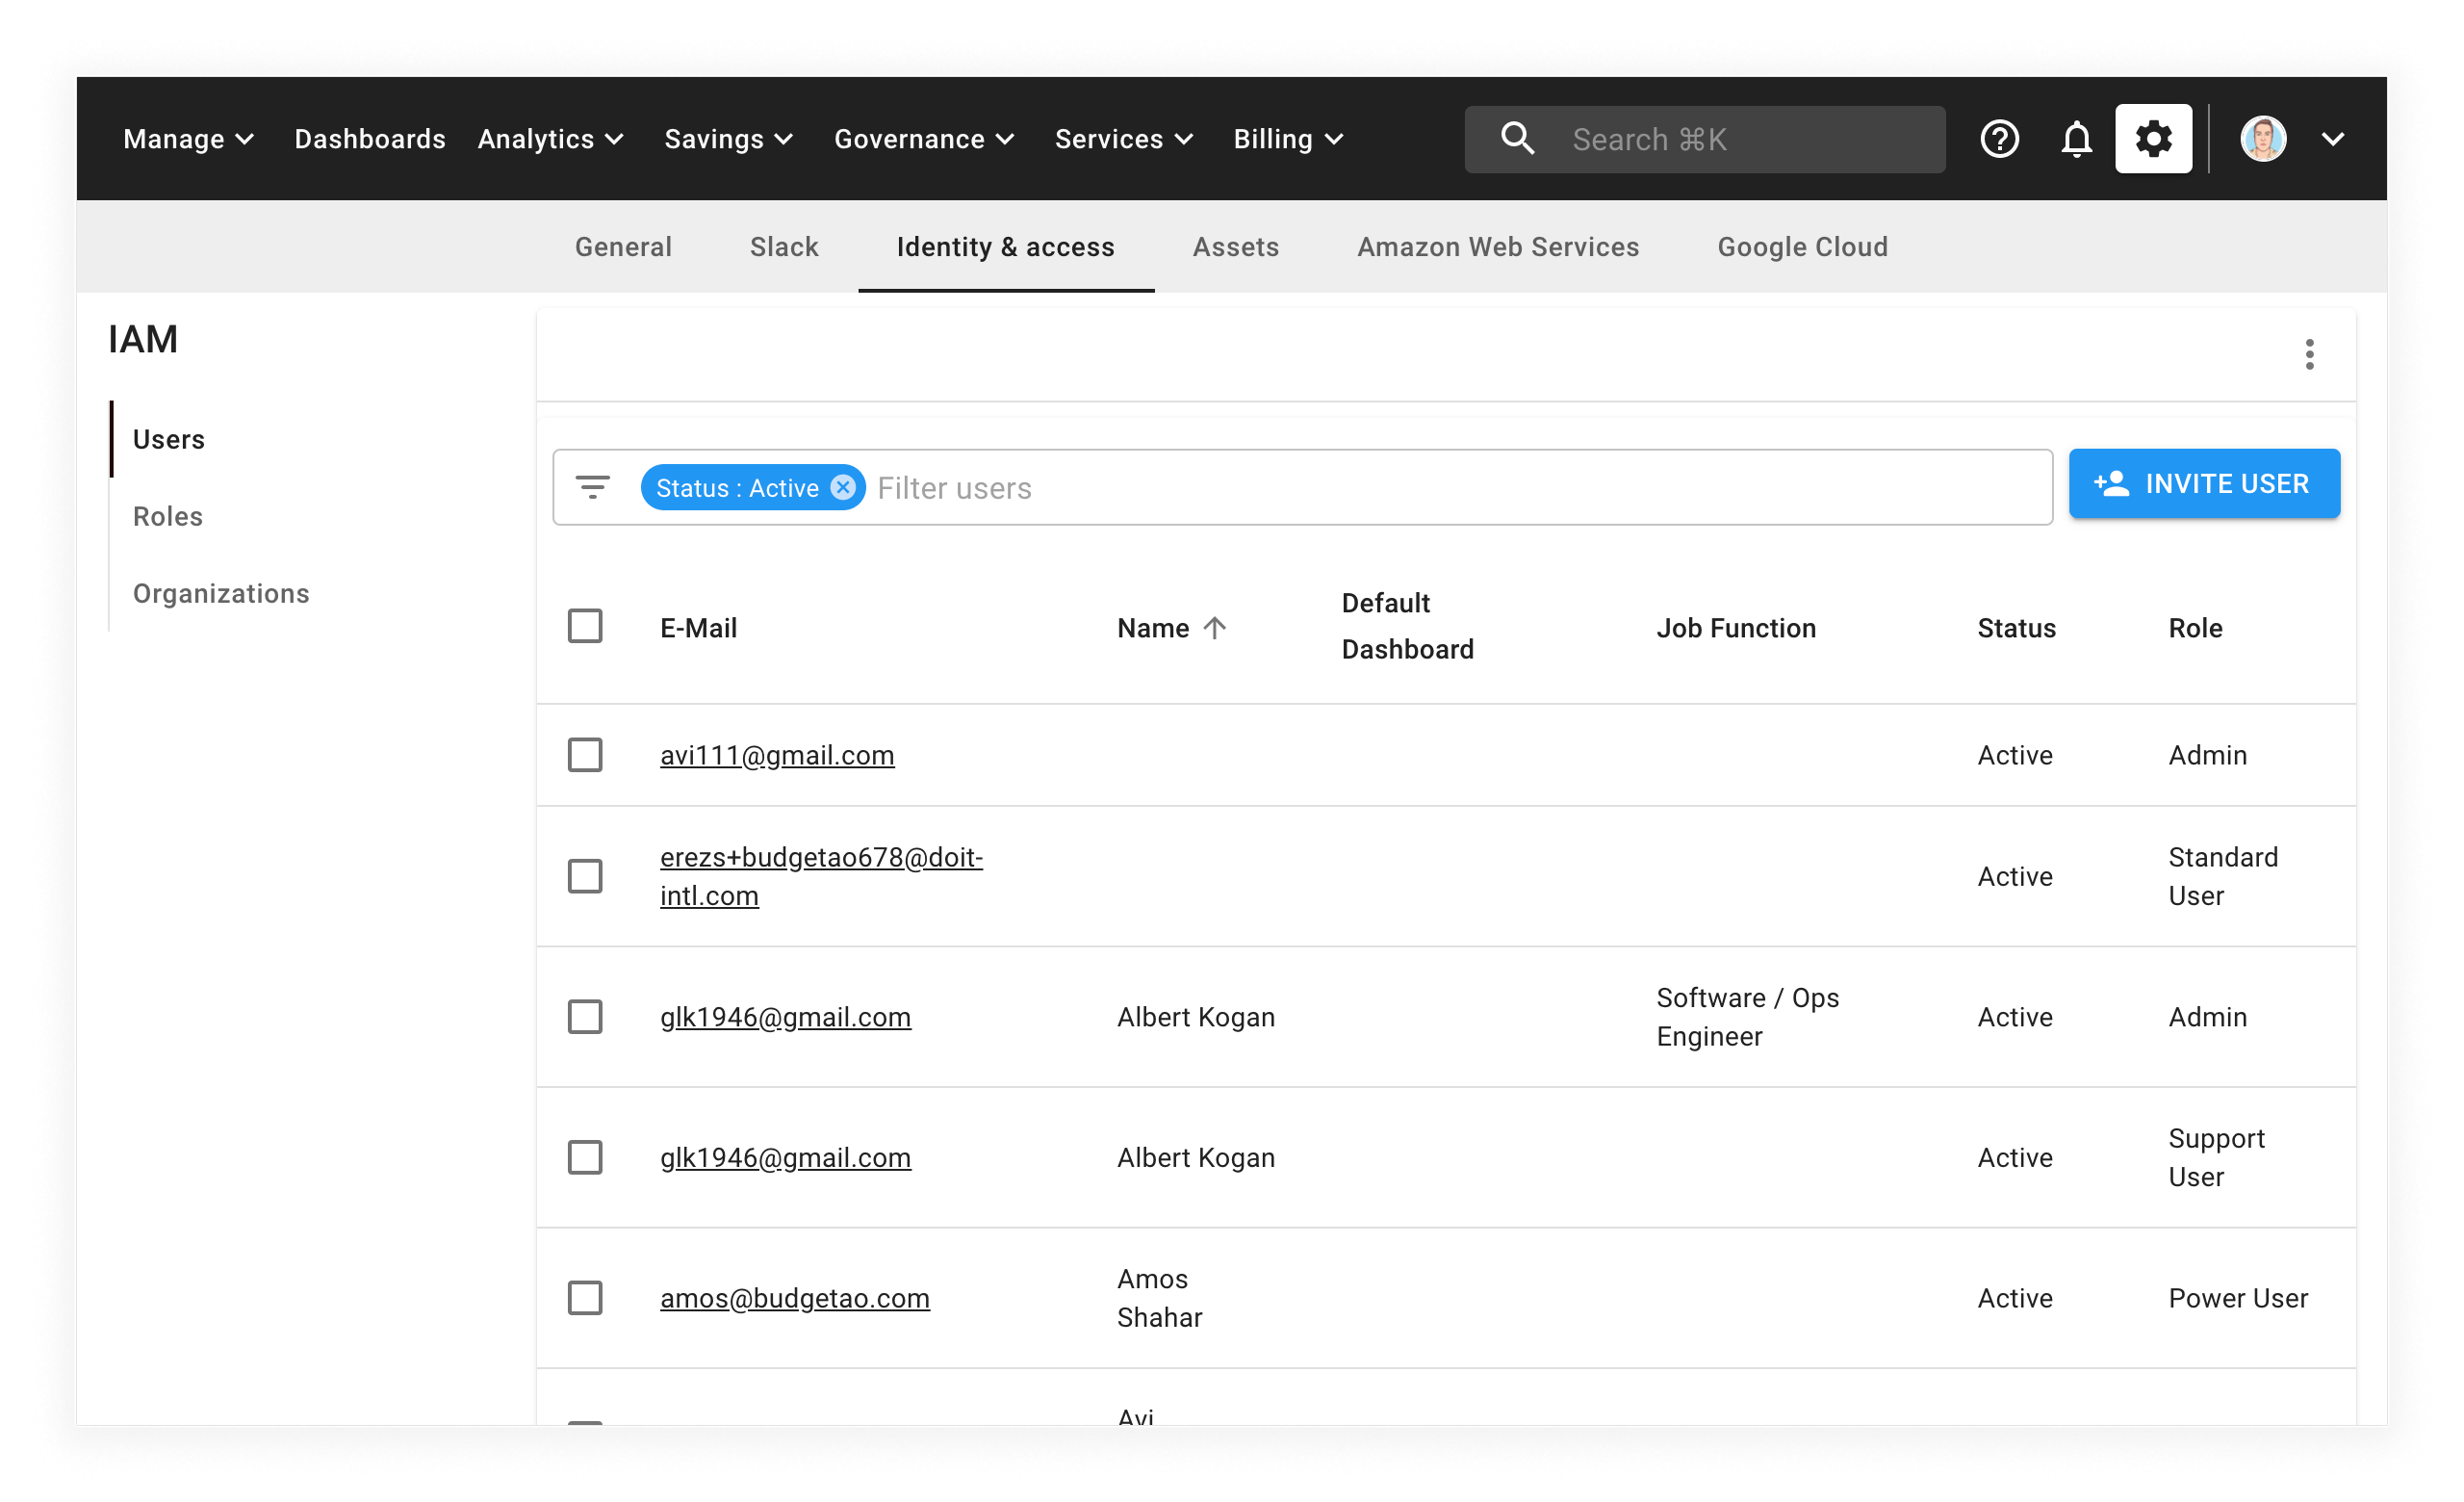 Manage Dashboards Analytics Savings Governance Services Billing Search ⌘K
General Slack Identity & access Assets Amazon Web Services Google Cloud
IAM
Users
Roles
Organizations
Status : Active Filter users
INVITE USER
E-Mail Name Default Dashboard Job Function Status Role
avi111@gmail.com Active Admin
erezs+budgetao678@doit-
intl.com Active Standard
User
glk1946@gmail.com Albert Kogan Software / Ops
Engineer Active Admin
glk1946@gmail.com Albert Kogan Active Support
User
amos@budgetao.com Amos
Shahar Active Power User
Avi